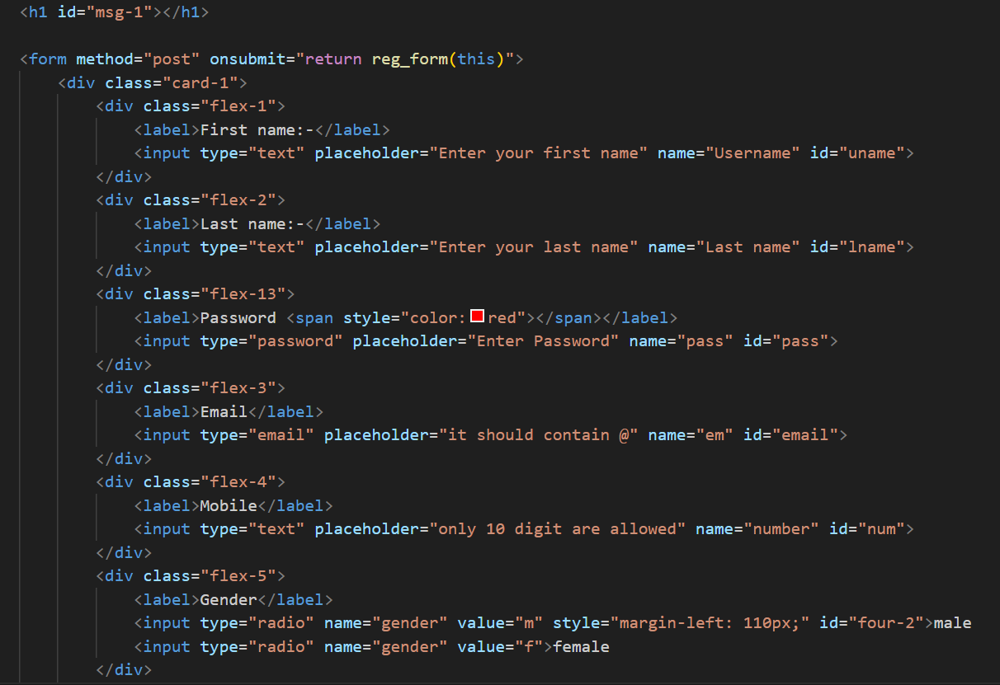 <h1 id="msg-1"></h1>
<form method="post" onsubmit="return reg_form(this)">
<div class="card-1">
<div class="flex-1">
<label>First name:-</label>
<input type="text" placeholder="Enter your first name" name="Username" id="uname">
</div>
<div class="flex-2">
<label>Last name:-</label>
<input type="text" placeholder="Enter your last name" name="Last name" id="lname">
</div>
<div class="flex-13">
<label>Password <span style="color:red"></span></label>
<input type="password" placeholder="Enter Password" name="pass" id="pass">
</div>
<div class="flex-3">
<label>Email</label>
<input type="email" placeholder="it should contain @" name="em" id="email">
</div>
<div class="flex-4">
<label>Mobile</label>
<input type="text" placeholder="only 10 digit are allowed" name="number" id="num">
</div>
<div class="flex-5">
<label>Gender</label>
<input type="radio" name="gender" value="m" style="margin-left: 110px;" id="four-2">male
<input type="radio" name="gender" value="f">female
</div>